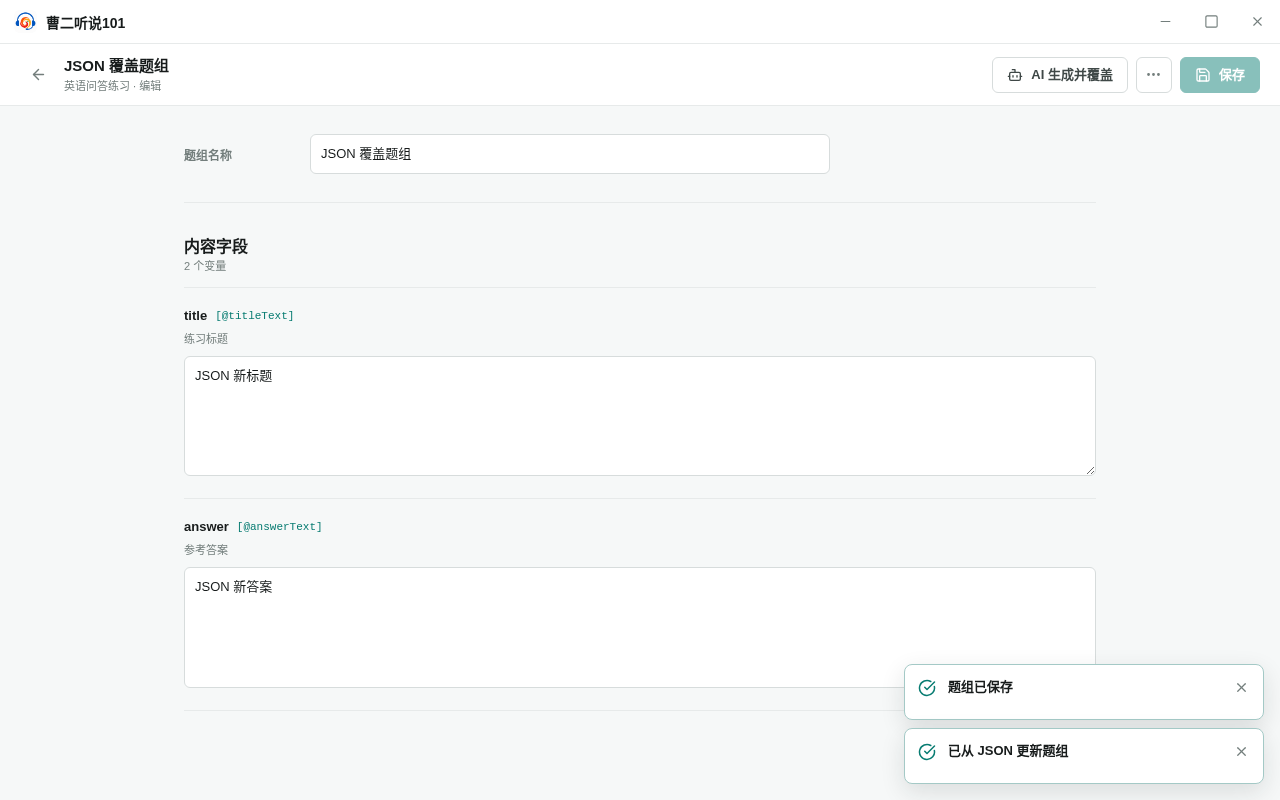 曹二听说101
JSON 覆盖题组
英语问答练习 · 编辑
AI 生成并覆盖
保存
题组名称
JSON 覆盖题组
内容字段
2 个变量
title [@titleText]
练习标题
JSON 新标题
answer [@answerText]
参考答案
JSON 新答案
题组已保存
已从 JSON 更新题组